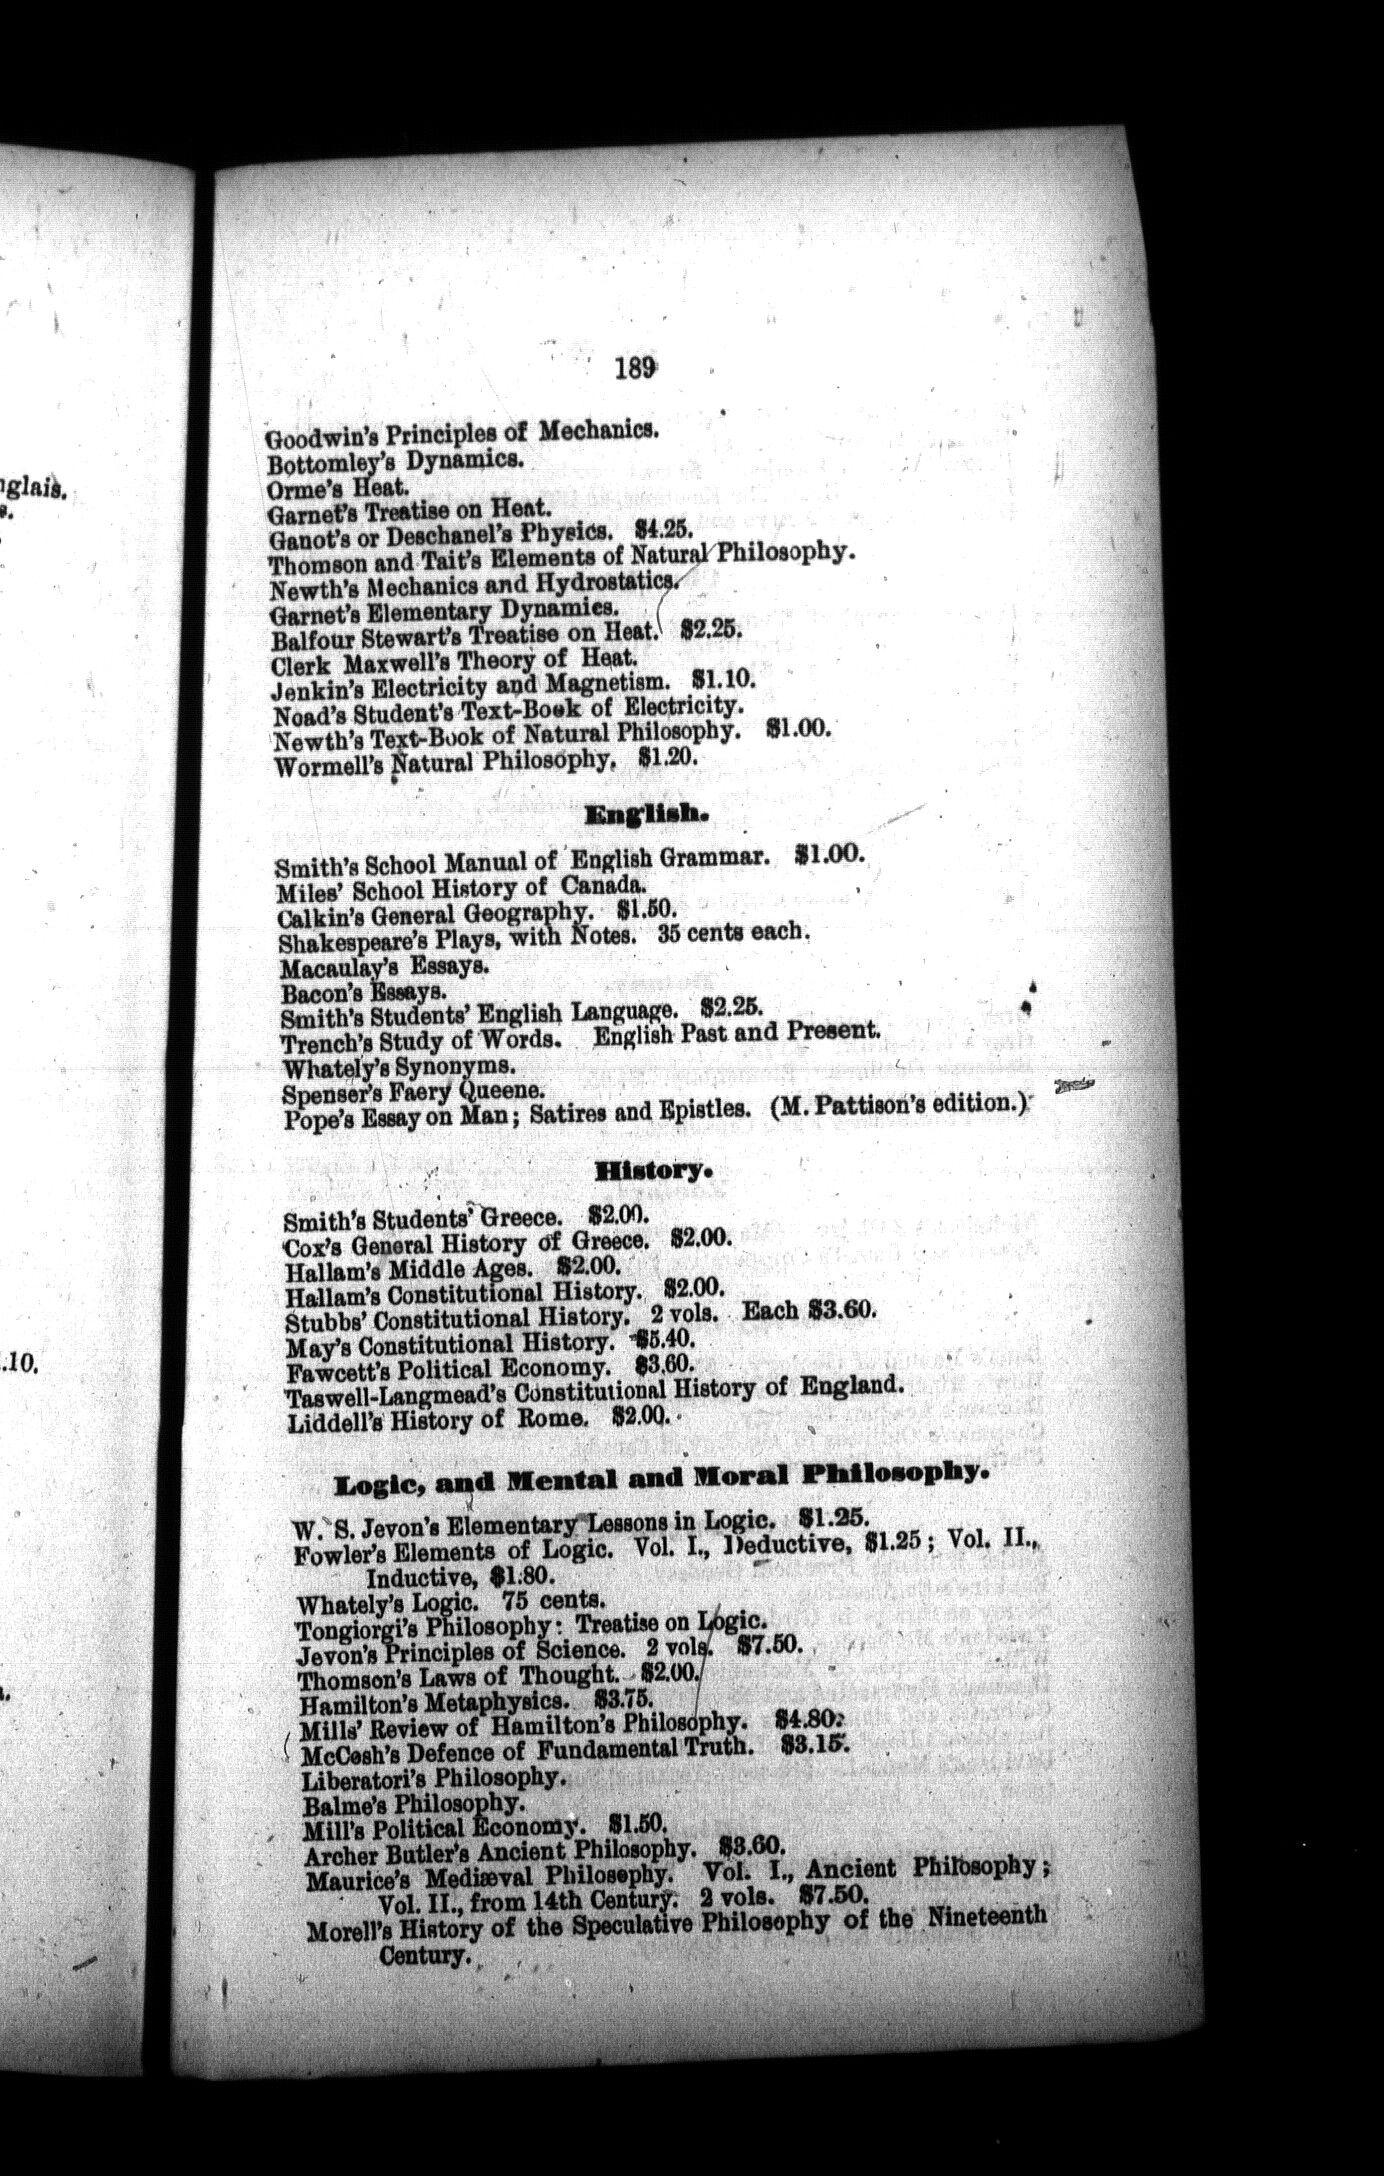 nglais.
.10.
189
Goodwin's Principles of Mechanics.
Bottomley's Dynamics.
Orme's Heat.
Garnet's Treatise on Heat.
Ganot's or Deschanel's Physics. $4.25.
Thomson and Tait's Elements of Natural Philosophy.
Newth's Mechanics and Hydrostatics.
Garnet's Elementary Dynamics.
Balfour Stewart's Treatise on Heat. $2.25.
Clerk Maxwell's Theory of Heat.
Jenkin's Electricity and Magnetism. $1.10.
Noad's Student's Text-Book of Electricity.
Newth's Text-Book of Natural Philosophy. $1.00.
Wormell's Natural Philosophy. $1.20.
English.
Smith's School Manual of English Grammar. $1.00.
Miles' School History of Canada.
Calkin's General Geography. $1.50.
Shakespeare's Plays, with Notes. 35 cents each.
Macaulay's Essays.
Bacon's Essays.
Smith's Students' English Language. $2.25.
Trench's Study of Words. English Past and Present.
Whately's Synonyms.
Spenser's Faery Queene.
Pope's Essay on Man; Satires and Epistles. (M. Pattison's edition.)
History.
Smith's Students' Greece. $2.00.
Cox's General History of Greece. $2.00.
Hallam's Middle Ages. $2.00.
Hallam's Constitutional History. $2.00.
Stubbs' Constitutional History. 2 vols. Each $3.60.
May's Constitutional History. $5.40.
Fawcett's Political Economy. $3.60.
Taswell-Langmead's Constitutional History of England.
Liddell's History of Rome. $2.00.
Logic, and Mental and Moral Philosophy.
W. S. Jevon's Elementary Lessons in Logic. $1.25.
Fowler's Elements of Logic. Vol. I., Deductive, $1.25; Vol. II.,
Inductive, $1.80.
Whately's Logic. 75 cents.
Tongiorgi's Philosophy: Treatise on Logic.
Jevon's Principles of Science. 2 vols. $7.50.
Thomson's Laws of Thought. $2.00.
Hamilton's Metaphysics. $3.75.
Mills' Review of Hamilton's Philosophy. $4.80.
McCosh's Defence of Fundamental Truth. $3.15.
Liberatori's Philosophy.
Balme's Philosophy.
Mill's Political Economy. $1.50.
Archer Butler's Ancient Philosophy. $3.60.
Maurice's Mediæval Philosophy. Vol. I., Ancient Philosophy;
Vol. II., from 14th Century. 2 vols. $7.50.
Morell's History of the Speculative Philosophy of the Nineteenth
Century.